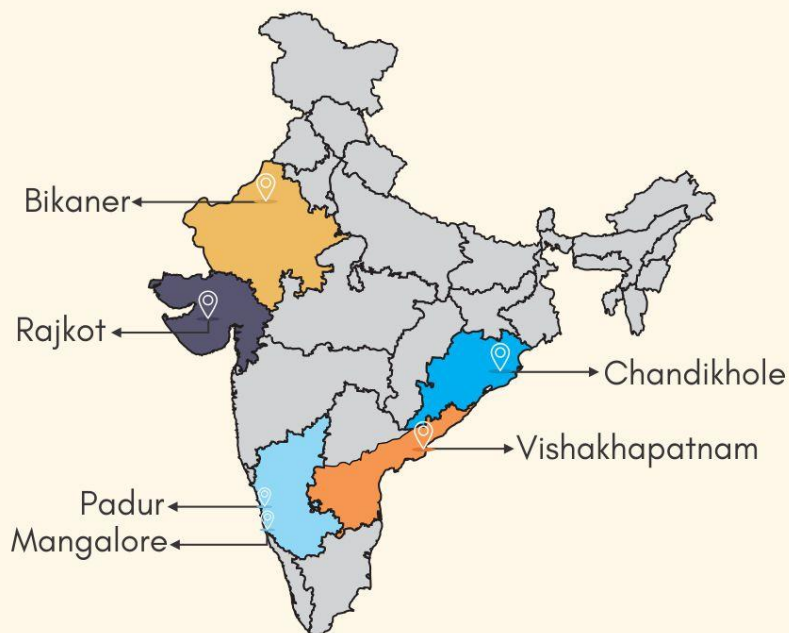 Bikaner
Rajkot
Chandikhole
Vishakhapatnam
Padur
Mangalore